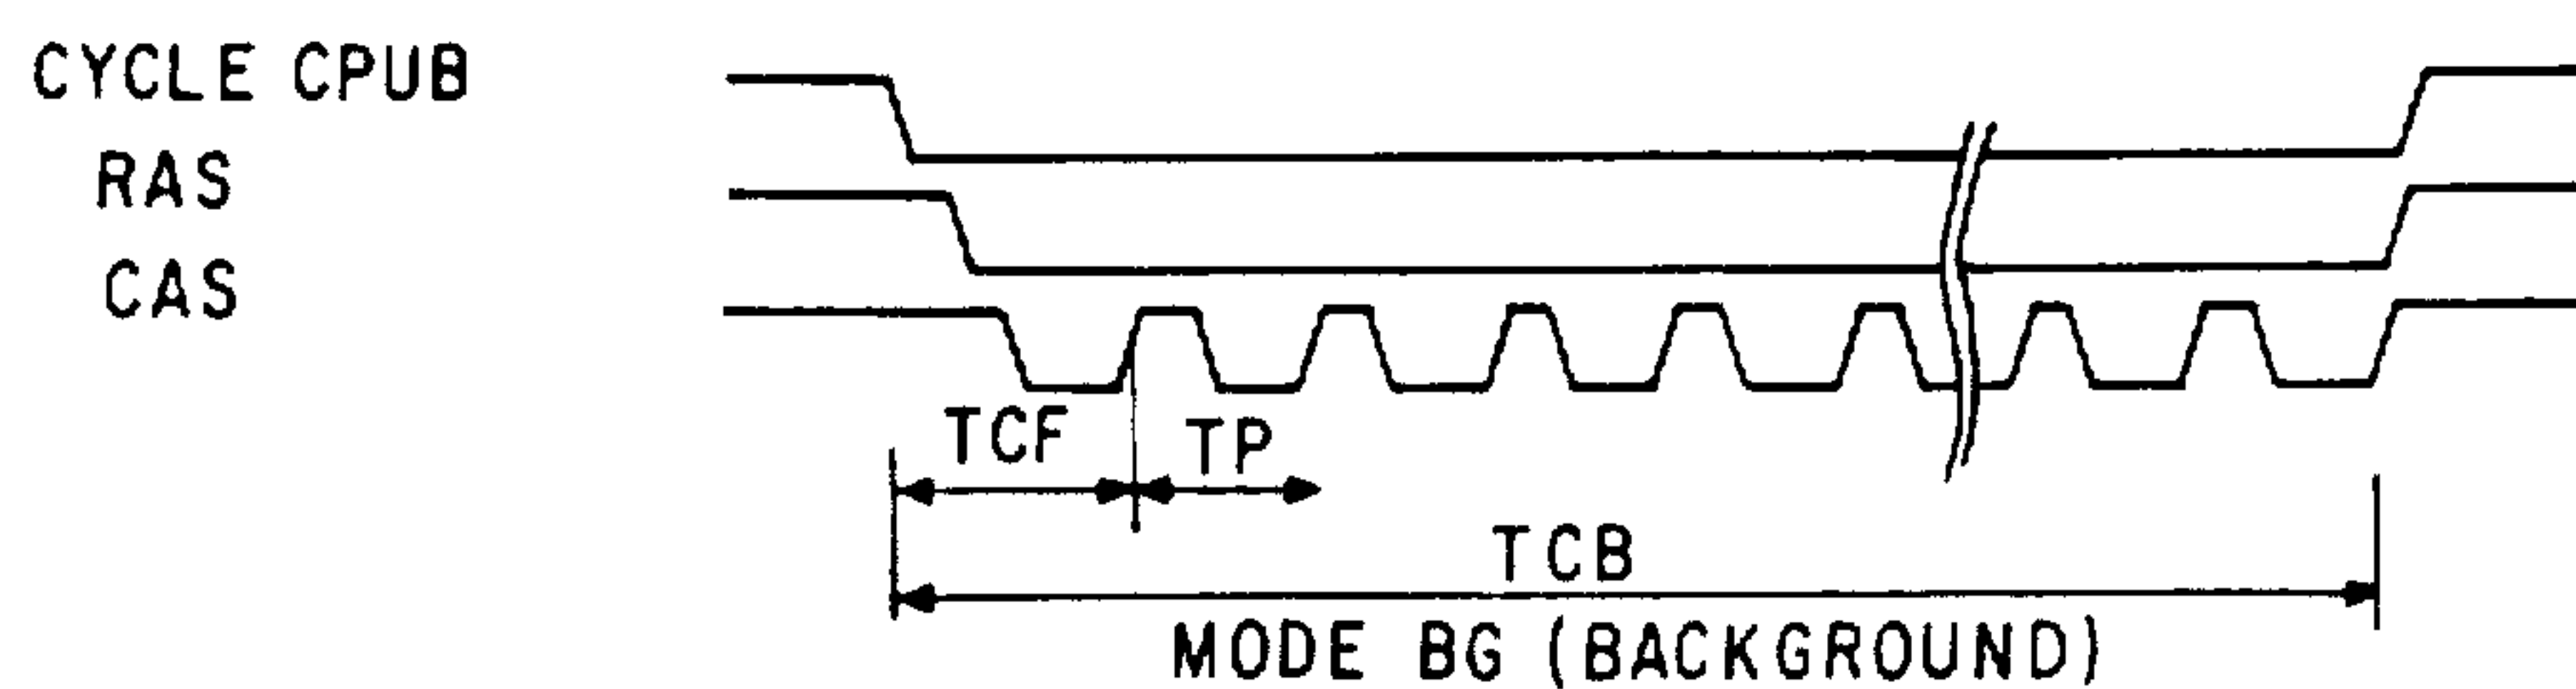 CYCLE CPUB
RAS
CAS
TCF
TP
TCB
MODE BG (BACKGROUND)